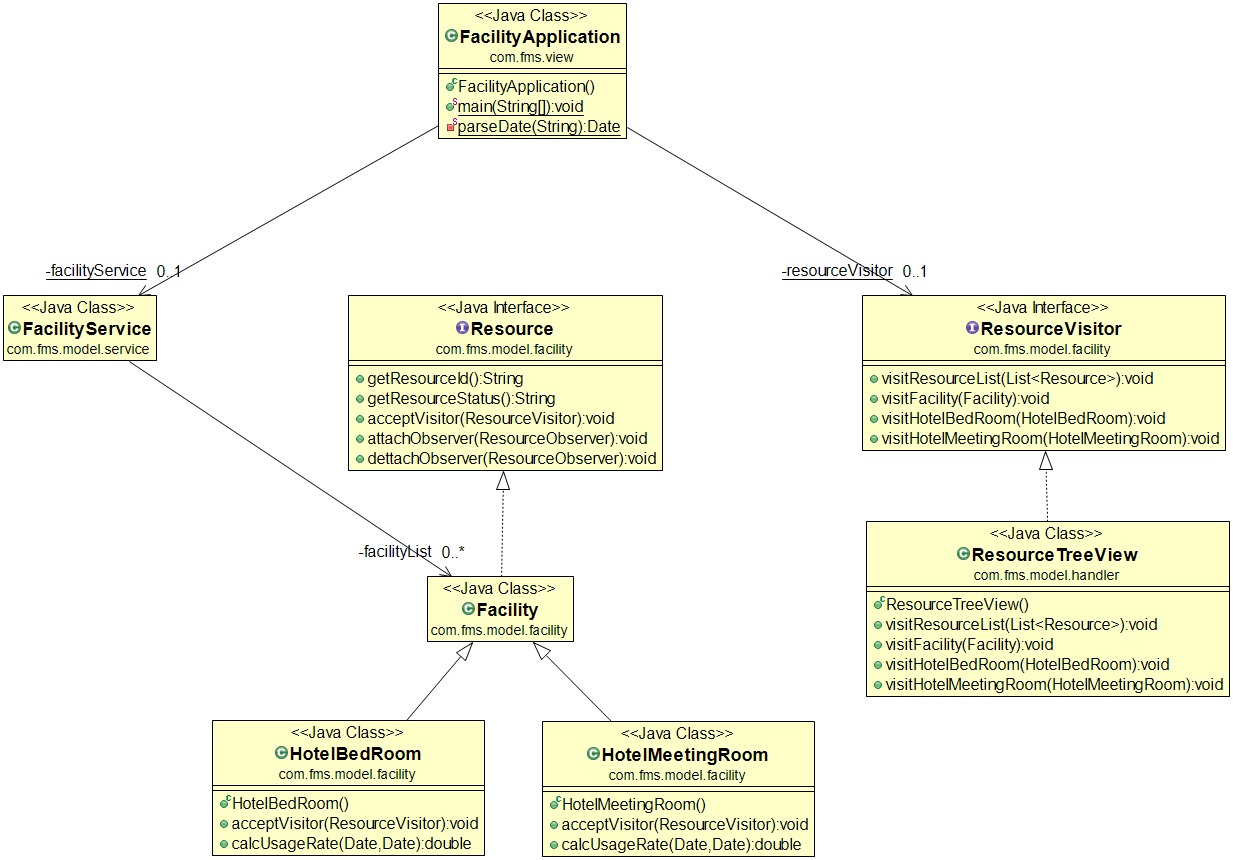 <<Java Class>>
FacilityApplication
com.fms.view
FacilityApplication()
main(String[]):void
parseDate(String):Date
-facilityService 0..1
-resourceVisitor 0..1
<<Java Class>>
FacilityService
com.fms.model.service
<<Java Interface>>
Resource
com.fms.model.facility
getResourceId():String
getResourceStatus():String
acceptVisitor(ResourceVisitor):void
attachObserver(ResourceObserver):void
dettachObserver(ResourceObserver):void
<<Java Interface>>
ResourceVisitor
com.fms.model.facility
visitResourceList(List<Resource>):void
visitFacility(Facility):void
visitHotelBedRoom(HotelBedRoom):void
visitHotelMeetingRoom(HotelMeetingRoom):void
-facilityList 0..*
<<Java Class>>
Facility
com.fms.model.facility
<<Java Class>>
ResourceTreeView
com.fms.model.handler
ResourceTreeView()
visitResourceList(List<Resource>):void
visitFacility(Facility):void
visitHotelBedRoom(HotelBedRoom):void
visitHotelMeetingRoom(HotelMeetingRoom):void
<<Java Class>>
HotelBedRoom
com.fms.model.facility
HotelBedRoom()
acceptVisitor(ResourceVisitor):void
calcUsageRate(Date,Date):double
<<Java Class>>
HotelMeetingRoom
com.fms.model.facility
HotelMeetingRoom()
acceptVisitor(ResourceVisitor):void
calcUsageRate(Date,Date):double